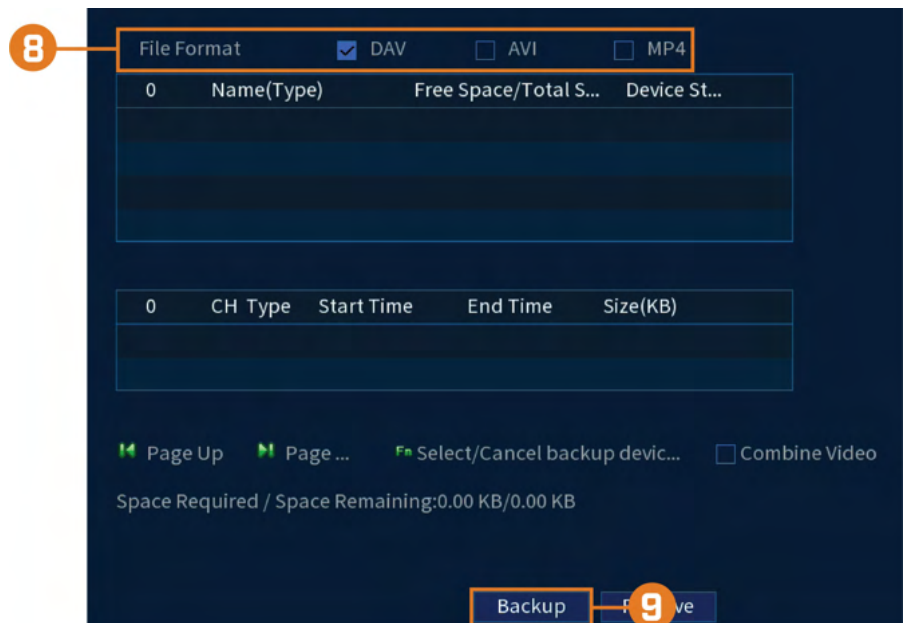 8
File Format DAV AVI MP4
0 Name(Type) Free Space/Total S... Device St...
0 CH Type Start Time End Time Size(KB)
Page Up Page ... Fn Select/Cancel backup devic... Combine Video
Space Required / Space Remaining:0.00 KB/0.00 KB
Backup 9